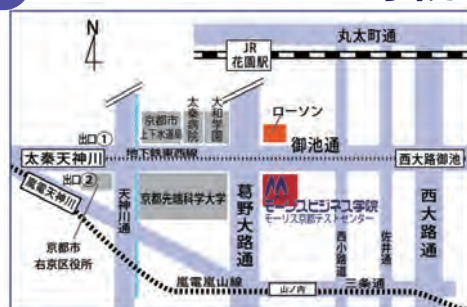 N
丸太町通
JR
花園駅
京都市
上下水道局
太秦病院
大和学園
ローソン
御池通
出口①
太秦天神川
地下鉄東西線
西大路御池
出口②
嵐電天神川
天神川通
京都先端科学大学
葛野大路通
モーリスビジネス学院
モーリス京都テストセンター
西小路通
佐井通
西大路通
京都市
右京区役所
嵐電嵐山線
山ノ内
三条通